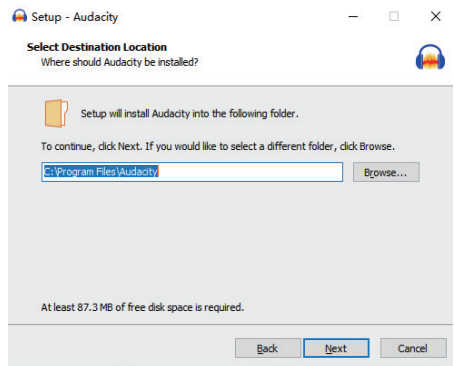 Setup - Audacity
Select Destination Location
Where should Audacity be installed?
Setup will install Audacity into the following folder.
To continue, click Next. If you would like to select a different folder, click Browse.
C:\Program Files\Audacity
Browse...
At least 87.3 MB of free disk space is required.
Back Next Cancel